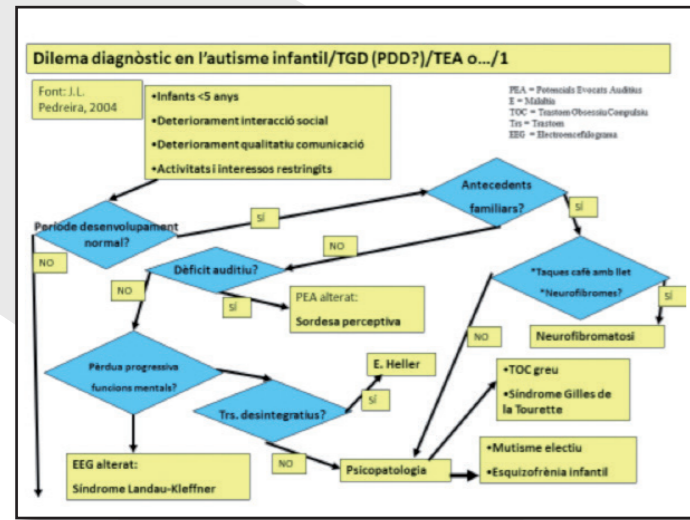 Dilema diagnòstic en l'autisme infantil/TGD (PDD?)/TEA o.../1
Font: J.L.
Pedreira, 2004
•Infants <5 anys
•Deteriorament interacció social
•Deteriorament qualitatiu comunicació
•Activitats i interessos restringits
PEA = Potencials Evocats Auditius
E = Malaltia
TOC = Trastorn Obsessiu Compulsiu
Trs = Trastorn
EEG = Electroencefalograma
Període desenvolupament
normal?
SÍ
NO
Antecedents
familiars?
SÍ
NO
Dèficit auditiu?
NO
SÍ
PEA alterat:
Sordesa perceptiva
*Taques cafè amb llet
*Neurofibromes?
SÍ
NO
Neurofibromatosi
Pèrdua progressiva
funcions mentals?
Trs. desintegratius?
E. Heller
SÍ
NO
•TOC greu
•Síndrome Gilles de
la Tourette
EEG alterat:
Síndrome Landau-Kleffner
Psicopatologia
•Mutisme electiu
•Esquizofrènia infantil